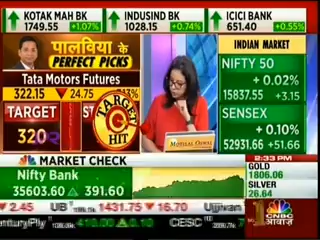 KOTAK MAH BK
INDUSIND BK
ICICI BANK
1749.55 +1.07%
1028.14 +0.74%
651.40 +0.55%
पालविया के
PERFECT PICKS
Tata Motors Futures
322.15 24.75
TARGET
320
TARGET HIT
MOTILAL OSWAL
INDIAN MARKET
NIFTY 50
+0.02%
15837.55 +3.15
SENSEX
+0.10%
52931.66 +51.66
MARKET CHECK
Nifty Bank
35603.60 391.60
2:33 PM
GOLD
1806.06
SILVER
26.64
2.45 UB 1431.75 16.70 Ujjivan
CNBC
आवाज़